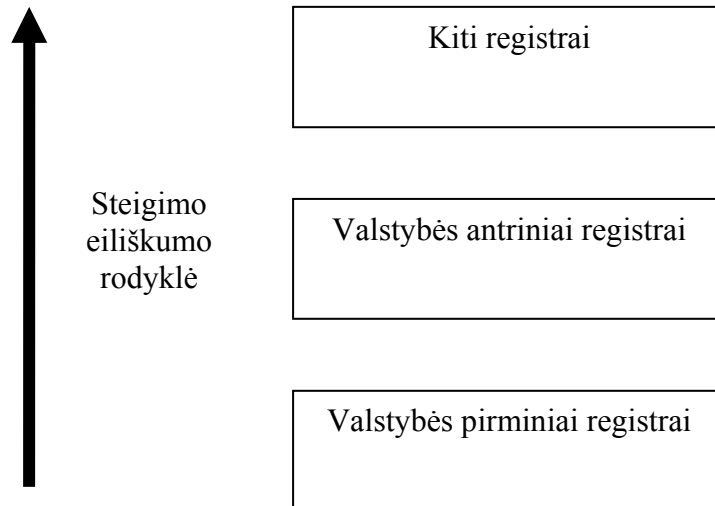 Kiti registrai
Steigimo
eiliškumo
rodyklė
Valstybės antriniai registrai
Valstybės pirminiai registrai